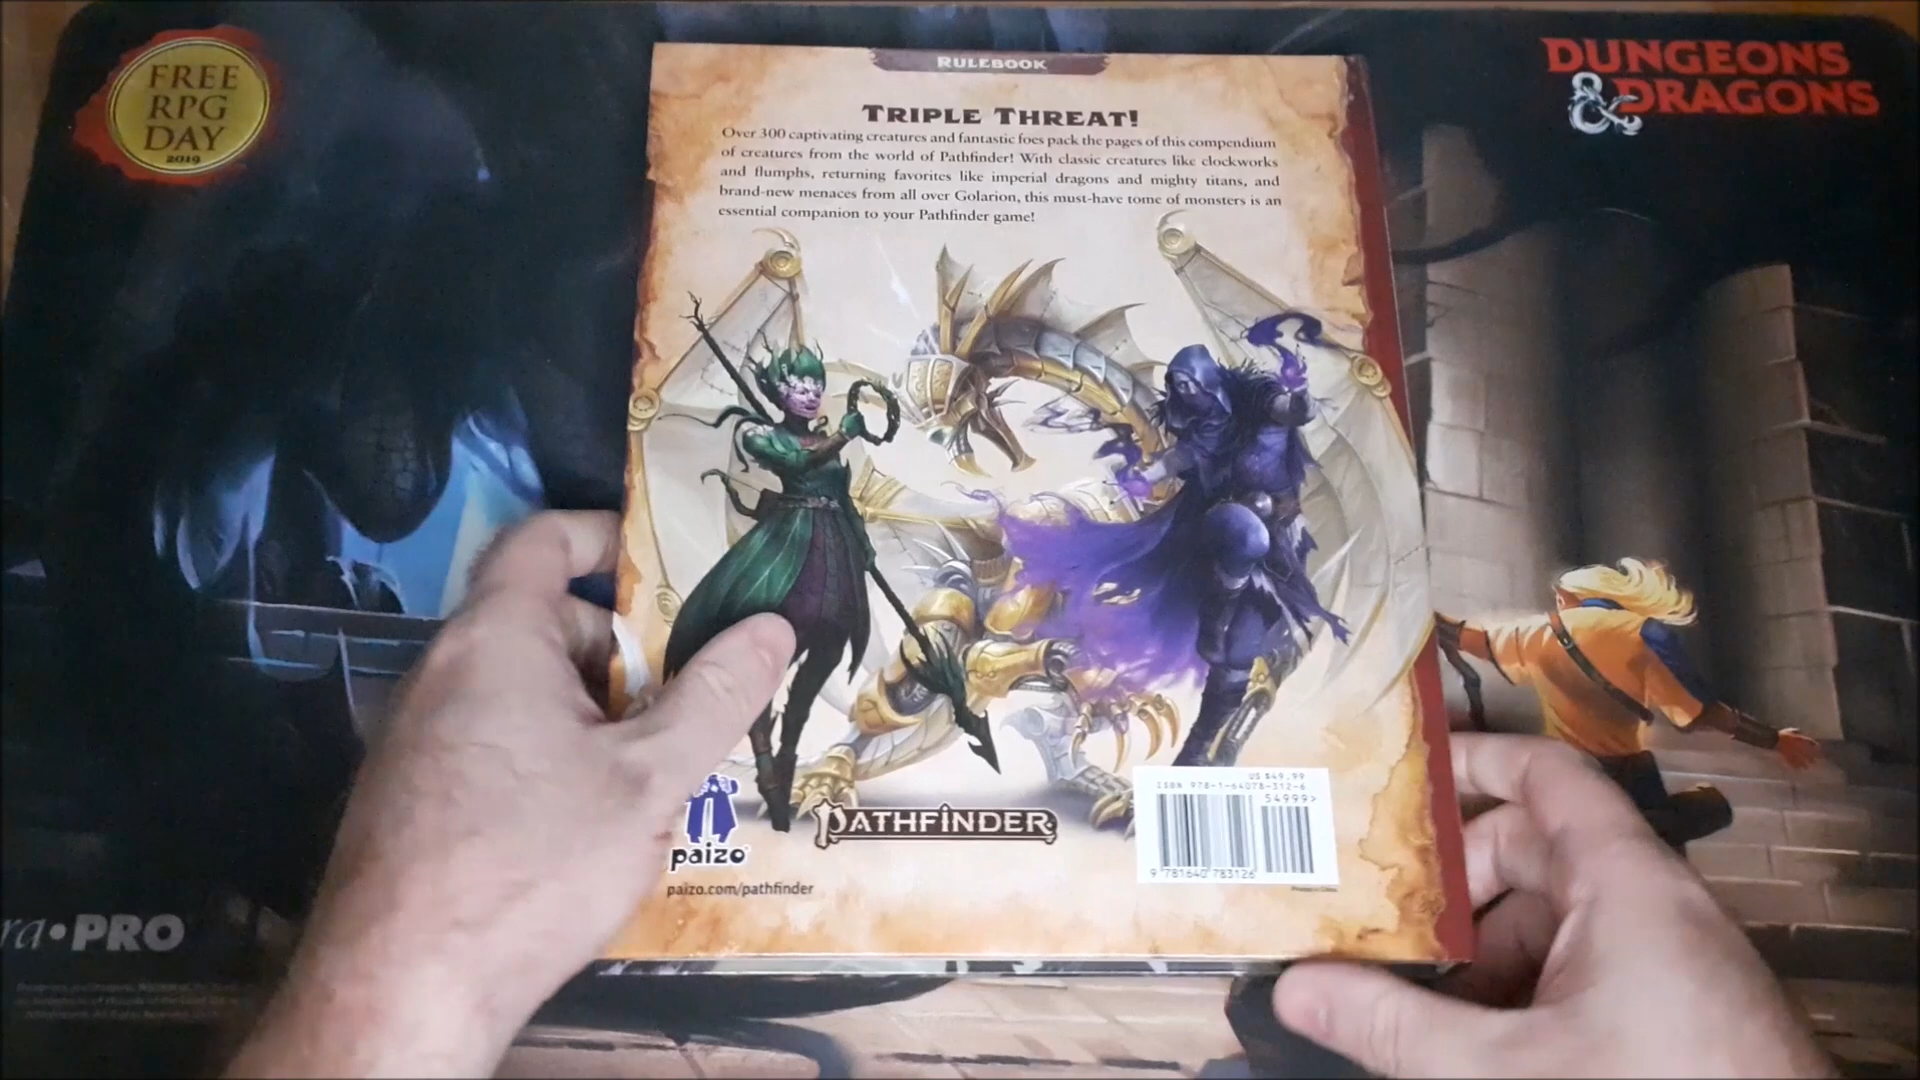 FREE
RPG
DAY
2019
DUNGEONS
& DRAGONS
RULEBOOK
TRIPLE THREAT!
Over 300 captivating creatures and fantastic foes pack the pages of this compendium
of creatures from the world of Pathfinder! With classic creatures like clockworks
and flumphs, returning favorites like imperial dragons and mighty titans, and
brand-new menaces from all over Golarion, this must-have tome of monsters is an
essential companion to your Pathfinder game!
US $49.99
ISBN 978-1-64078-312-6
54999>
PATHFINDER
paizo
9 781640 783126
paizo.com/pathfinder
Printed in China
ra•PRO